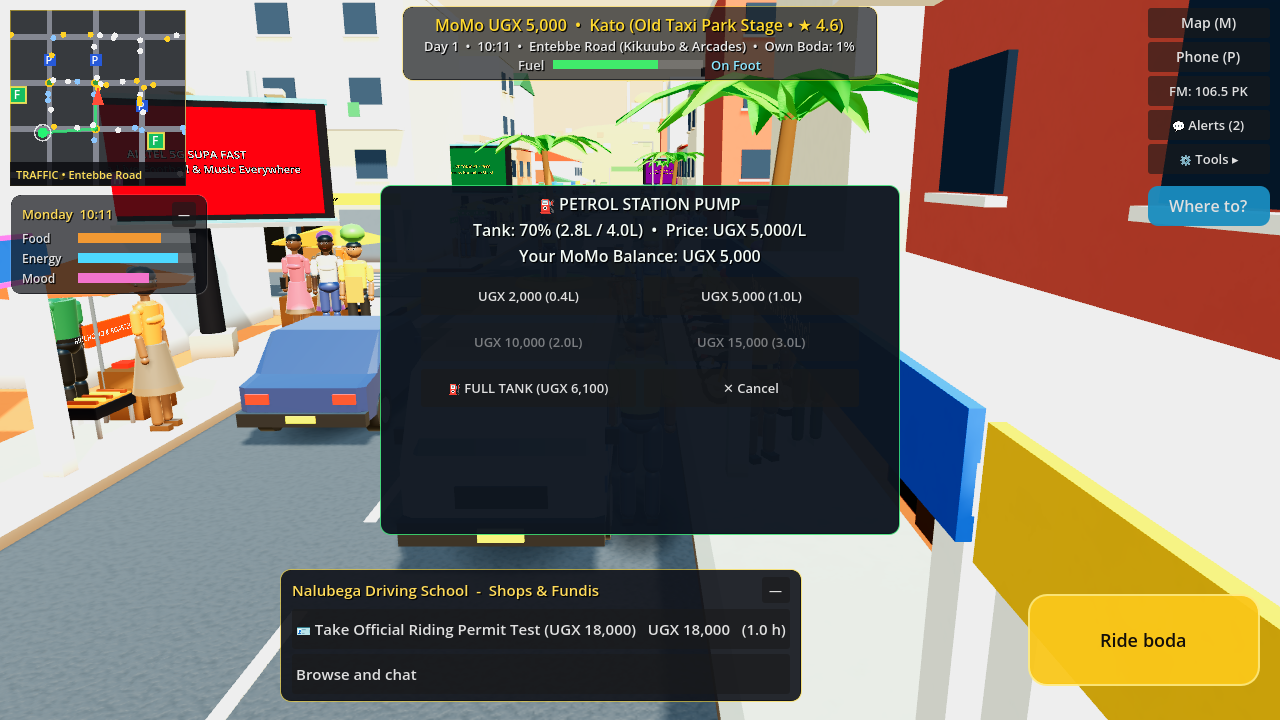 MoMo UGX 5,000 • Kato (Old Taxi Park Stage • ★ 4.6)
Day 1 • 10:11 • Entebbe Road (Kikuubo & Arcades) • Own Boda: 1%
Fuel On Foot
Map (M)
Phone (P)
FM: 106.5 PK
💬 Alerts (2)
⚙️ Tools ▸
Where to?
P P
F
P
F
TRAFFIC • Entebbe Road
SUPA FAST
l & Music Everywhere
Monday 10:11 —
Food
Energy
Mood
⛽ PETROL STATION PUMP
Tank: 70% (2.8L / 4.0L) • Price: UGX 5,000/L
Your MoMo Balance: UGX 5,000
UGX 2,000 (0.4L) UGX 5,000 (1.0L)
UGX 10,000 (2.0L) UGX 15,000 (3.0L)
⛽ FULL TANK (UGX 6,100) ✕ Cancel
Nalubega Driving School - Shops & Fundis —
🪪 Take Official Riding Permit Test (UGX 18,000) UGX 18,000 (1.0 h)
Browse and chat
Ride boda